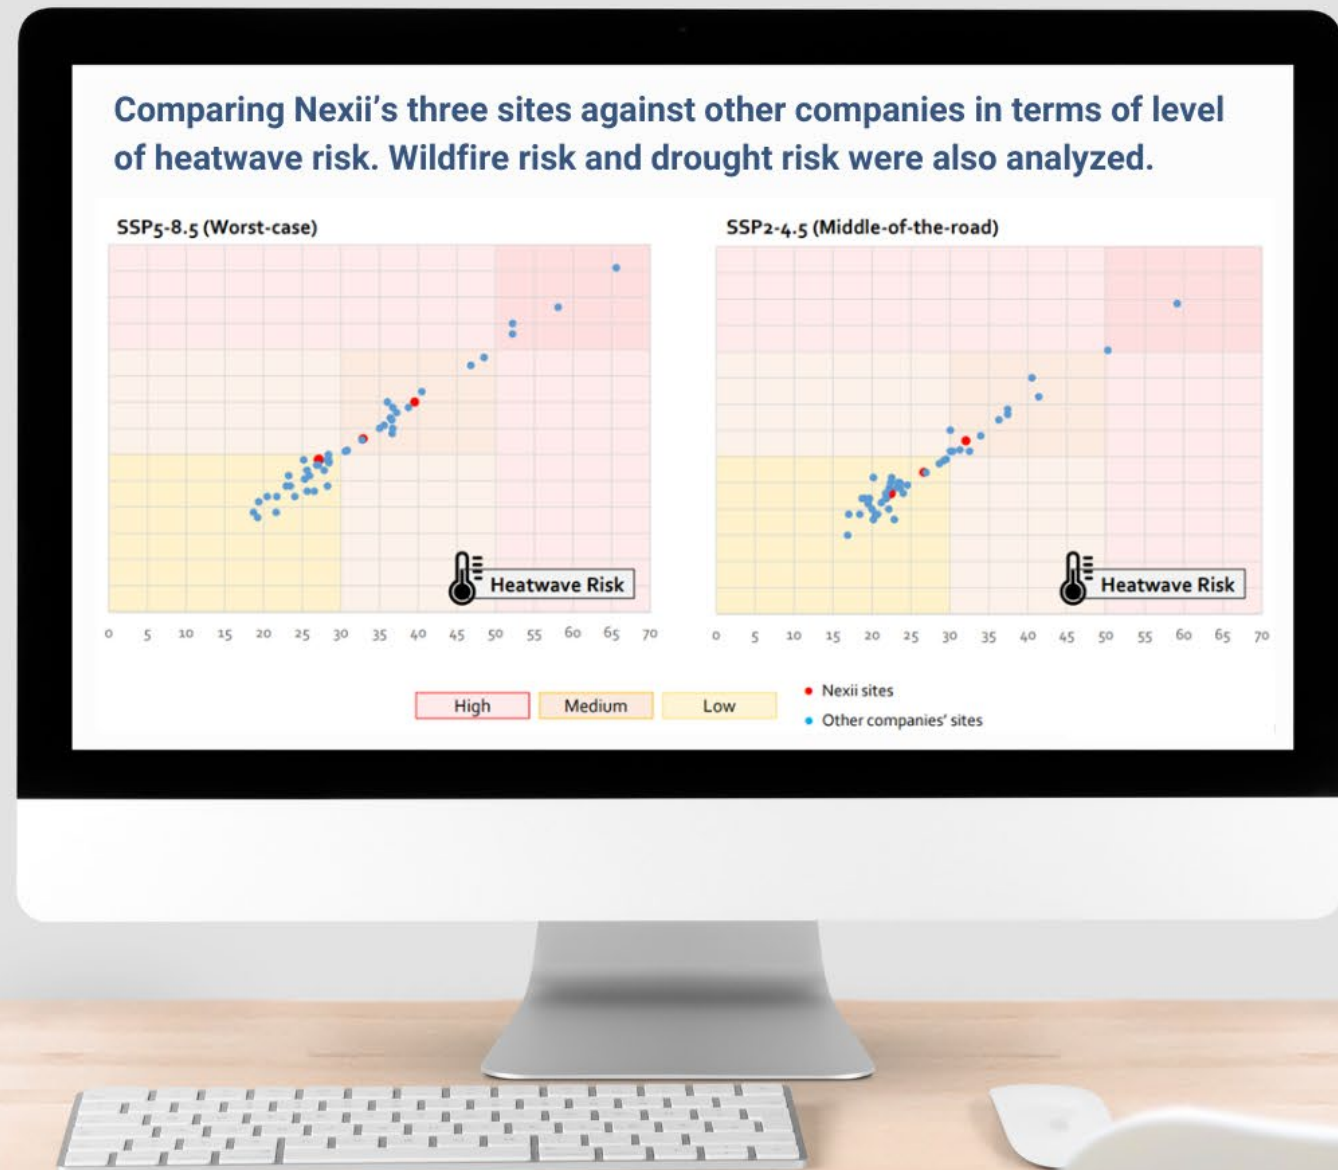 Comparing Nexii's three sites against other companies in terms of level
of heatwave risk. Wildfire risk and drought risk were also analyzed.
SSP5-8.5 (Worst-case)
Heatwave Risk
0 5 10 15 20 25 30 35 40 45 50 55 60 65 70
SSP2-4.5 (Middle-of-the-road)
Heatwave Risk
0 5 10 15 20 25 30 35 40 45 50 55 60 65 70
High Medium Low
Nexii sites
Other companies' sites